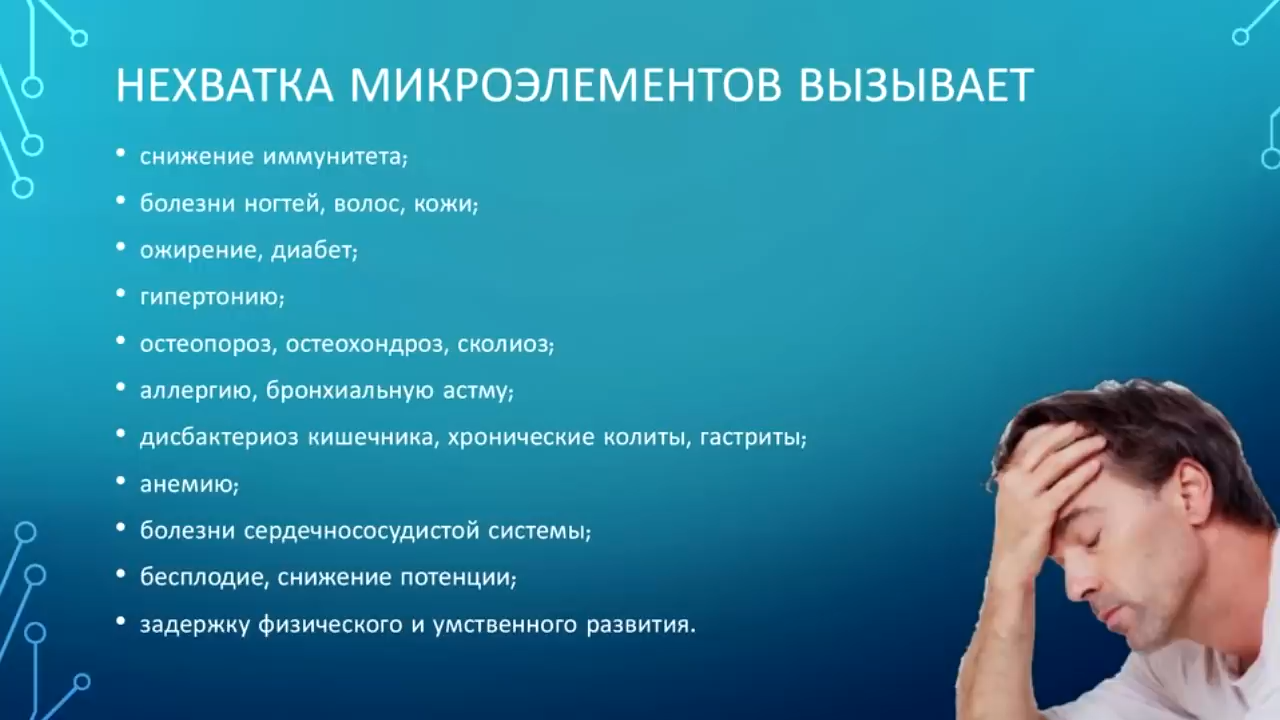 НЕХВАТКА МИКРОЭЛЕМЕНТОВ ВЫЗЫВАЕТ
• снижение иммунитета;
• болезни ногтей, волос, кожи;
• ожирение, диабет;
• гипертонию;
• остеопороз, остеохондроз, сколиоз;
• аллергию, бронхиальную астму;
• дисбактериоз кишечника, хронические колиты, гастриты;
• анемию;
• болезни сердечнососудистой системы;
• бесплодие, снижение потенции;
• задержку физического и умственного развития.